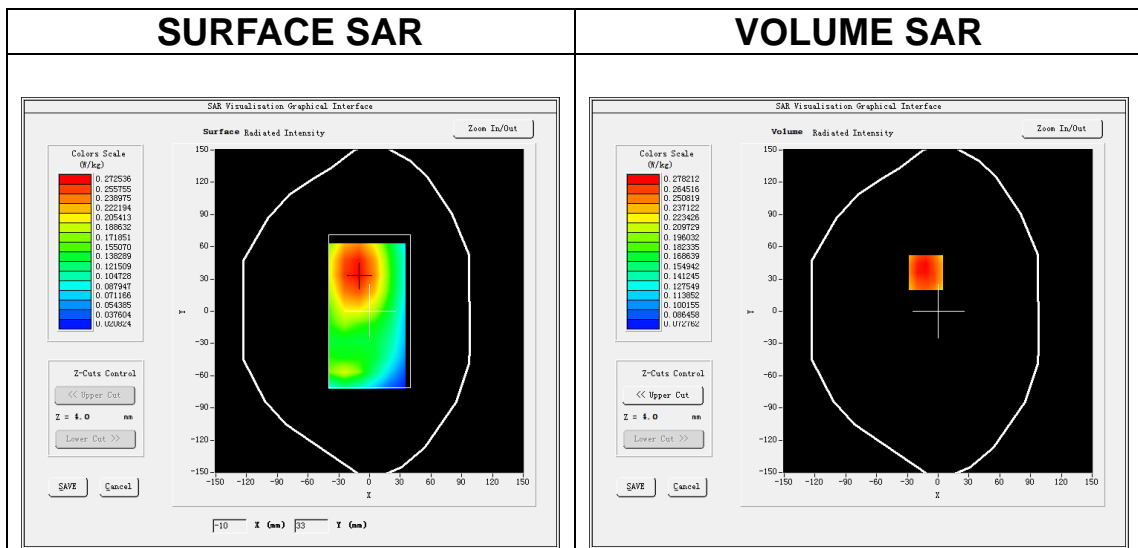 SURFACE SAR
SAR Visualisation Graphical Interface
Surface Radiated Intensity
Zoom In/Out
Colors Scale
(W/kg)
0.272536
0.255755
0.238975
0.222194
0.205413
0.188632
0.171851
0.155070
0.138289
0.121509
0.104728
0.087947
0.071166
0.054385
0.037604
0.020824
Z-Cuts Control
<< Upper Cut
Z = 4.0 mm
Lower Cut >>
SAVE Cancel
150
120
90
60
30
0
-30
-60
-90
-120
-150
Y
-150 -120 -90 -60 -30 0 30 60 90 120 150
X
-10 X (mm) 33 Y (mm)
VOLUME SAR
SAR Visualisation Graphical Interface
Volume Radiated Intensity
Zoom In/Out
Colors Scale
(W/kg)
0.278212
0.264516
0.250819
0.237122
0.223426
0.209729
0.196032
0.182335
0.168639
0.154942
0.141245
0.127549
0.113852
0.100155
0.086458
0.072762
Z-Cuts Control
<< Upper Cut
Z = 4.0 mm
Lower Cut >>
SAVE Cancel
150
120
90
60
30
0
-30
-60
-90
-120
-150
Y
-150 -120 -90 -60 -30 0 30 60 90 120 150
X